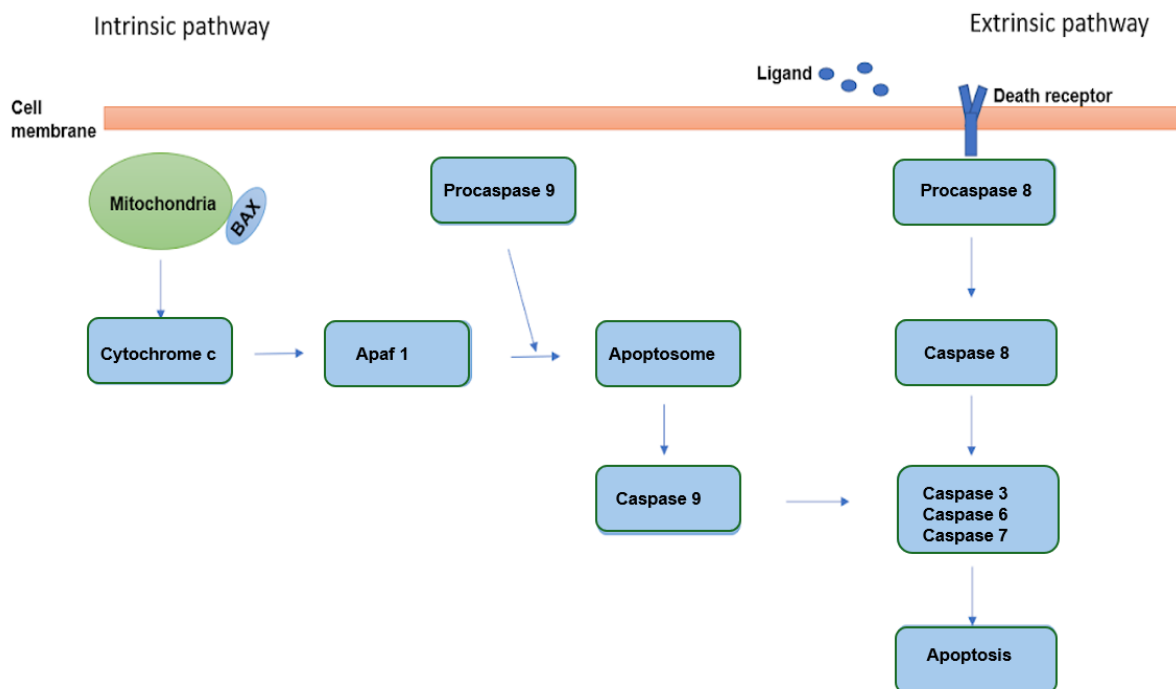 Intrinsic pathway
Extrinsic pathway
Ligand
Death receptor
Cell
membrane
Mitochondria
BAX
Procaspase 9
Procaspase 8
Cytochrome c
Apaf 1
Apoptosome
Caspase 8
Caspase 9
Caspase 3
Caspase 6
Caspase 7
Apoptosis